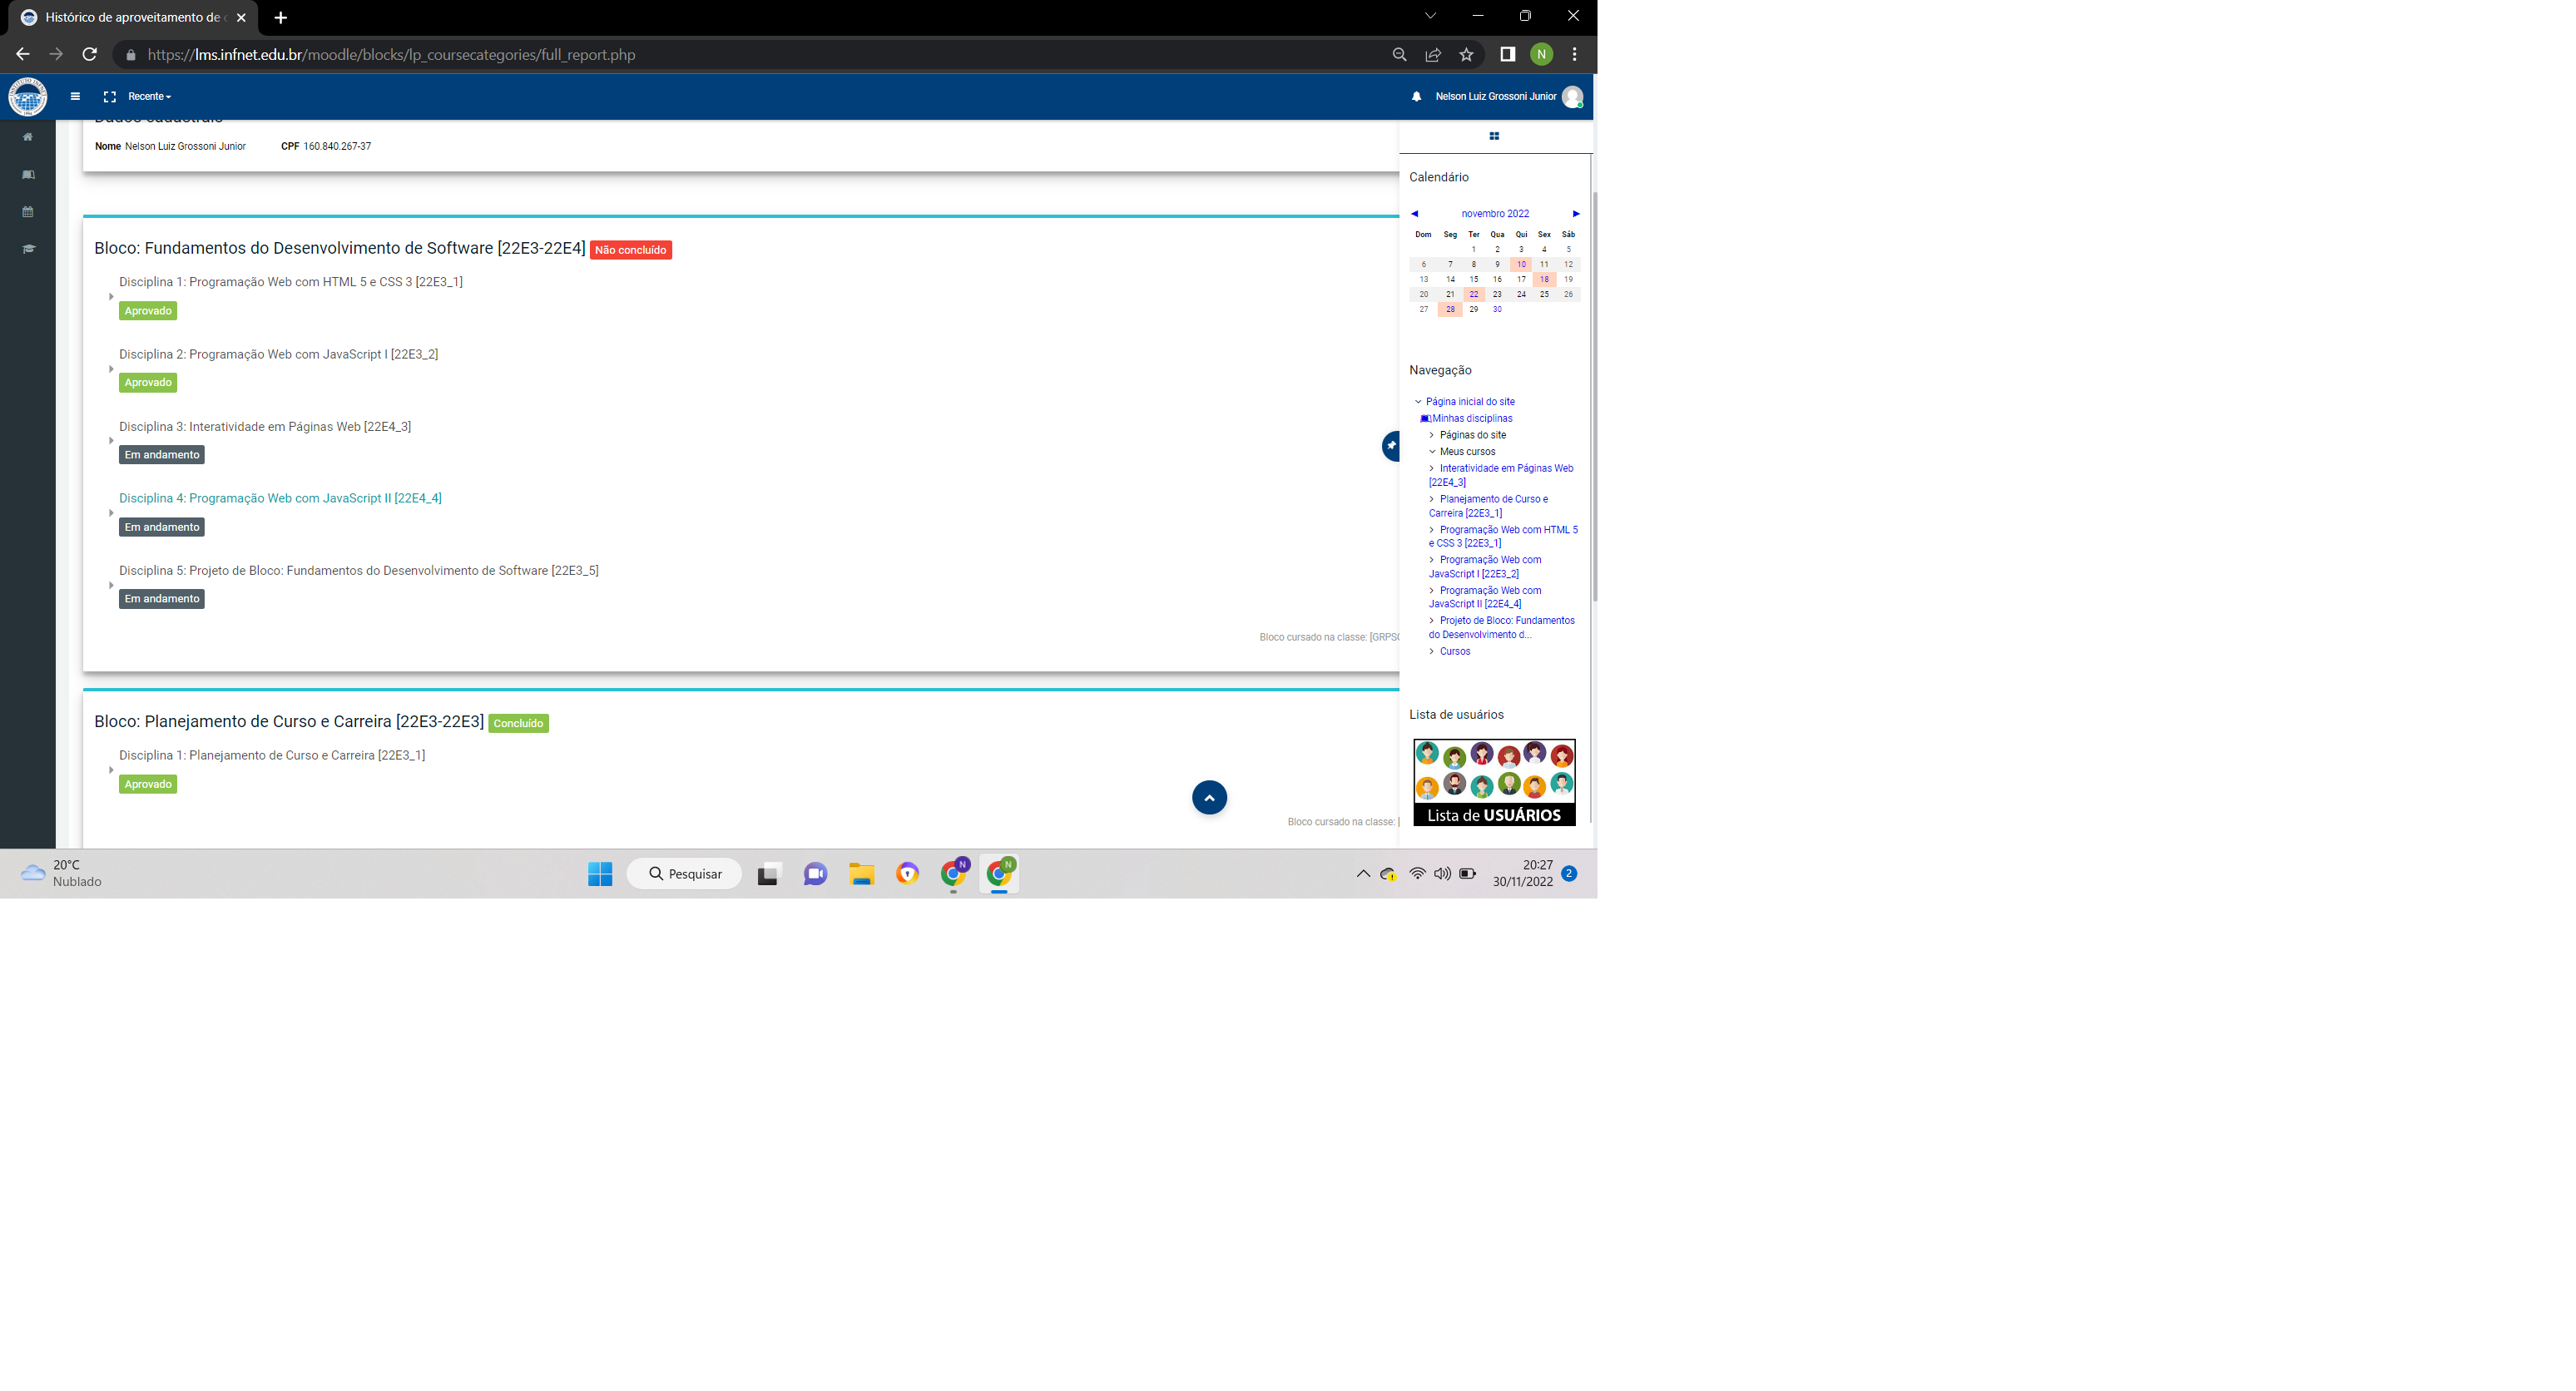 Histórico de aproveitamento de
https://lms.infnet.edu.br/moodle/blocks/lp_coursecategories/full_report.php
N
Recente
Nelson Luiz Grossoni Junior
Dados cadastrais
Nome Nelson Luiz Grossoni Junior CPF 160.840.267-37
Bloco: Fundamentos do Desenvolvimento de Software [22E3-22E4] Não concluído
Disciplina 1: Programação Web com HTML 5 e CSS 3 [22E3_1]
Aprovado
Disciplina 2: Programação Web com JavaScript I [22E3_2]
Aprovado
Disciplina 3: Interatividade em Páginas Web [22E4_3]
Em andamento
Disciplina 4: Programação Web com JavaScript II [22E4_4]
Em andamento
Disciplina 5: Projeto de Bloco: Fundamentos do Desenvolvimento de Software [22E3_5]
Em andamento
Bloco cursado na classe: [GRPS
Bloco: Planejamento de Curso e Carreira [22E3-22E3] Concluído
Disciplina 1: Planejamento de Curso e Carreira [22E3_1]
Aprovado
Bloco cursado na classe: [
Calendário
novembro 2022
Dom Seg Ter Qua Qui Sex Sáb
1 2 3 4 5
6 7 8 9 10 11 12
13 14 15 16 17 18 19
20 21 22 23 24 25 26
27 28 29 30
Navegação
Página inicial do site
Minhas disciplinas
Páginas do site
Meus cursos
Interatividade em Páginas Web
[22E4_3]
Planejamento de Curso e
Carreira [22E3_1]
Programação Web com HTML 5
e CSS 3 [22E3_1]
Programação Web com
JavaScript I [22E3_2]
Programação Web com
JavaScript II [22E4_4]
Projeto de Bloco: Fundamentos
do Desenvolvimento d...
Cursos
Lista de usuários
Lista de USUÁRIOS
20°C
Nublado
Pesquisar
N
N
20:27
30/11/2022
2